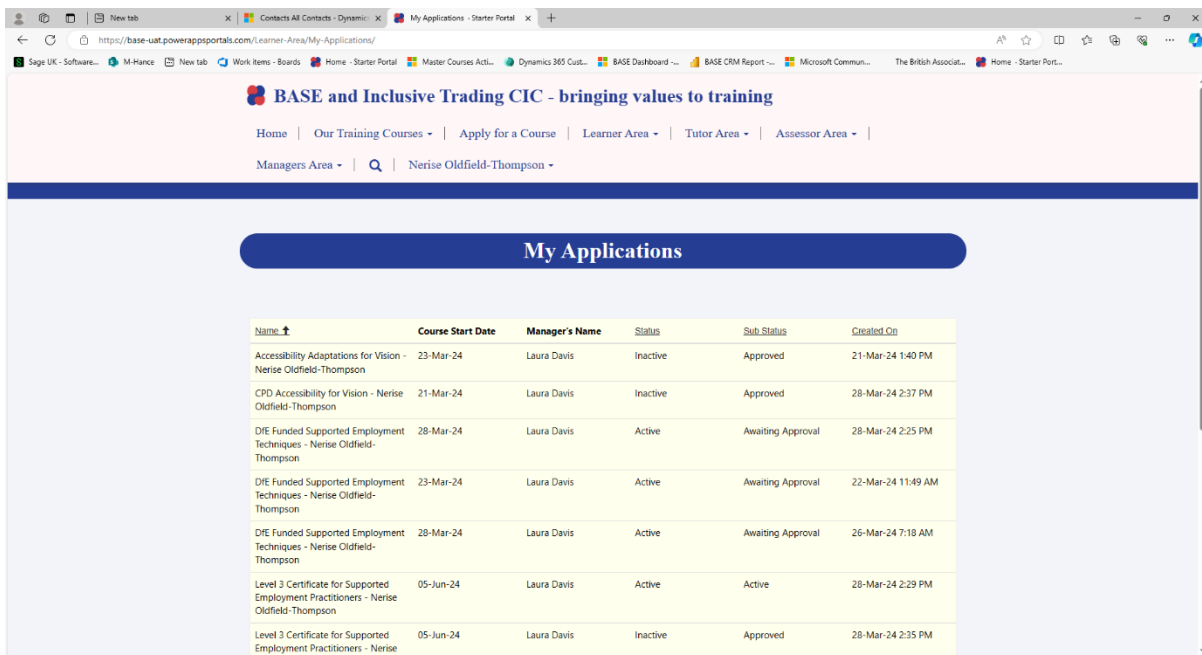 New tab
Contacts All Contacts - Dynamics
My Applications - Starter Portal
https://base-uat.powerappsportals.com/Learner-Area/My-Applications/
Sage UK - Software... M-Hance New tab Work items - Boards Home - Starter Portal Master Courses Acti... Dynamics 365 Cust... BASE Dashboard -... BASE CRM Report -... Microsoft Commun... The British Associat... Home - Starter Port...
BASE and Inclusive Trading CIC - bringing values to training
Home | Our Training Courses | Apply for a Course | Learner Area | Tutor Area | Assessor Area |
Managers Area | | Nerise Oldfield-Thompson
My Applications
Name Course Start Date Manager's Name Status Sub Status Created On
Accessibility Adaptations for Vision - 23-Mar-24 Laura Davis Inactive Approved 21-Mar-24 1:40 PM
Nerise Oldfield-Thompson
CPD Accessibility for Vision - Nerise 21-Mar-24 Laura Davis Inactive Approved 28-Mar-24 2:37 PM
Oldfield-Thompson
DfE Funded Supported Employment 28-Mar-24 Laura Davis Active Awaiting Approval 28-Mar-24 2:25 PM
Techniques - Nerise Oldfield-
Thompson
DfE Funded Supported Employment 23-Mar-24 Laura Davis Active Awaiting Approval 22-Mar-24 11:49 AM
Techniques - Nerise Oldfield-
Thompson
DfE Funded Supported Employment 28-Mar-24 Laura Davis Active Awaiting Approval 26-Mar-24 7:18 AM
Techniques - Nerise Oldfield-
Thompson
Level 3 Certificate for Supported 05-Jun-24 Laura Davis Active Active 28-Mar-24 2:29 PM
Employment Practitioners - Nerise
Oldfield-Thompson
Level 3 Certificate for Supported 05-Jun-24 Laura Davis Inactive Approved 28-Mar-24 2:35 PM
Employment Practitioners - Nerise